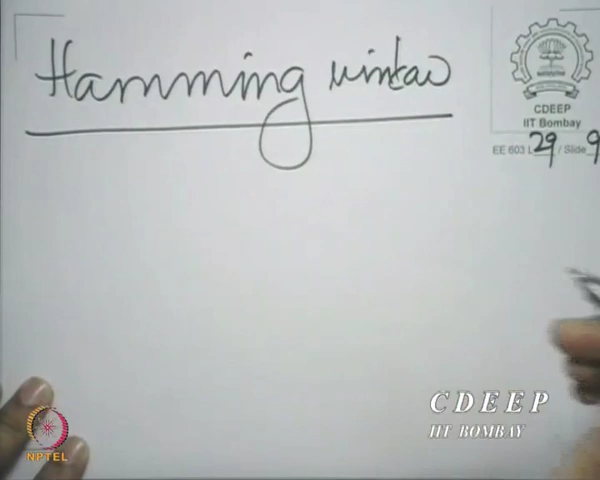 Hamming window
CDEEP
IIT Bombay
EE 603 L 29 / Slide 9
CDEEP
IIT BOMBAY
NPTEL